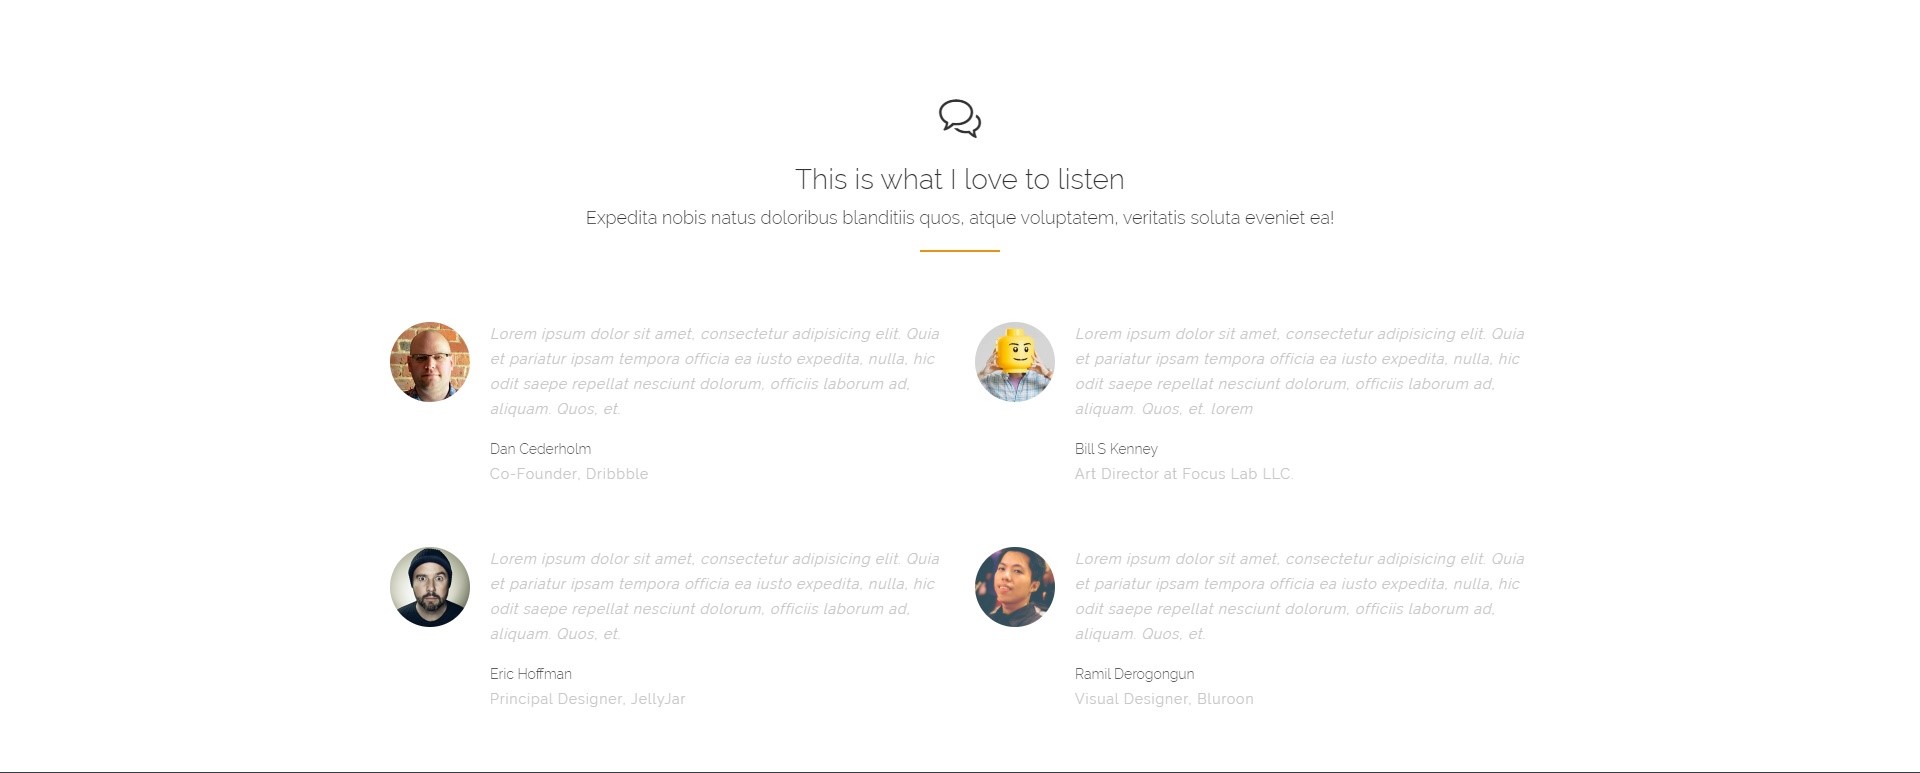 This is what I love to listen
Expedita nobis natus doloribus blanditiis quos, atque voluptatem, veritatis soluta eveniet ea!
Lorem ipsum dolor sit amet, consectetur adipisicing elit. Quia
et pariatur ipsam tempora officia ea iusto expedita, nulla, hic
odit saepe repellat nesciunt dolorum, officiis laborum ad,
aliquam. Quos, et.
Dan Cederholm
Co-Founder, Dribbble
Lorem ipsum dolor sit amet, consectetur adipisicing elit. Quia
et pariatur ipsam tempora officia ea iusto expedita, nulla, hic
odit saepe repellat nesciunt dolorum, officiis laborum ad,
aliquam. Quos, et. lorem
Bill S Kenney
Art Director at Focus Lab LLC.
Lorem ipsum dolor sit amet, consectetur adipisicing elit. Quia
et pariatur ipsam tempora officia ea iusto expedita, nulla, hic
odit saepe repellat nesciunt dolorum, officiis laborum ad,
aliquam. Quos, et.
Eric Hoffman
Principal Designer, JellyJar
Lorem ipsum dolor sit amet, consectetur adipisicing elit. Quia
et pariatur ipsam tempora officia ea iusto expedita, nulla, hic
odit saepe repellat nesciunt dolorum, officiis laborum ad,
aliquam. Quos, et.
Ramil Derogongun
Visual Designer, Bluroon